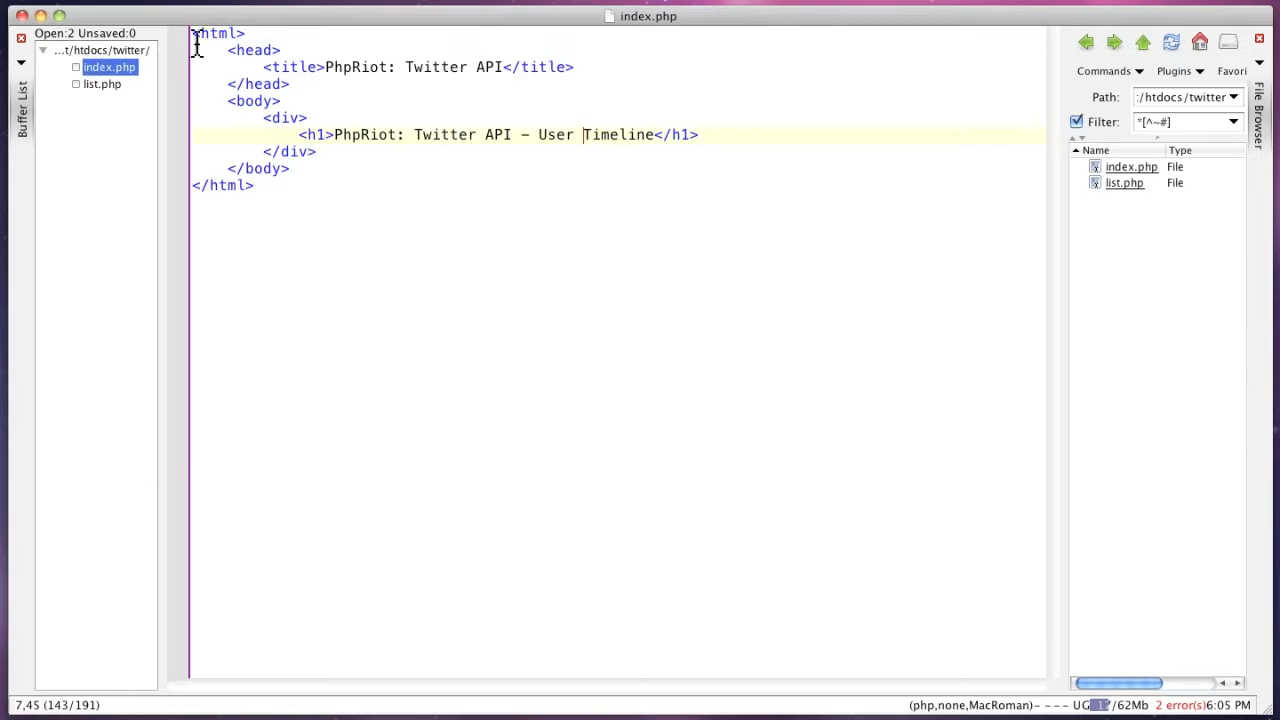 index.php
Open:2 Unsaved:0
...t/htdocs/twitter/
index.php
list.php
Buffer List
<html>
<head>
<title>PhpRiot: Twitter API</title>
</head>
<body>
<div>
<h1>PhpRiot: Twitter API - User Timeline</h1>
</div>
</body>
</html>
Commands
Plugins
Favori
Path:
:/htdocs/twitter
Filter:
*[^~#]
Name
Type
index.php
File
list.php
File
File Browser
7,45 (143/191)
(php,none,MacRoman)- - - - UG
/62Mb
2 error(s)
6:05 PM